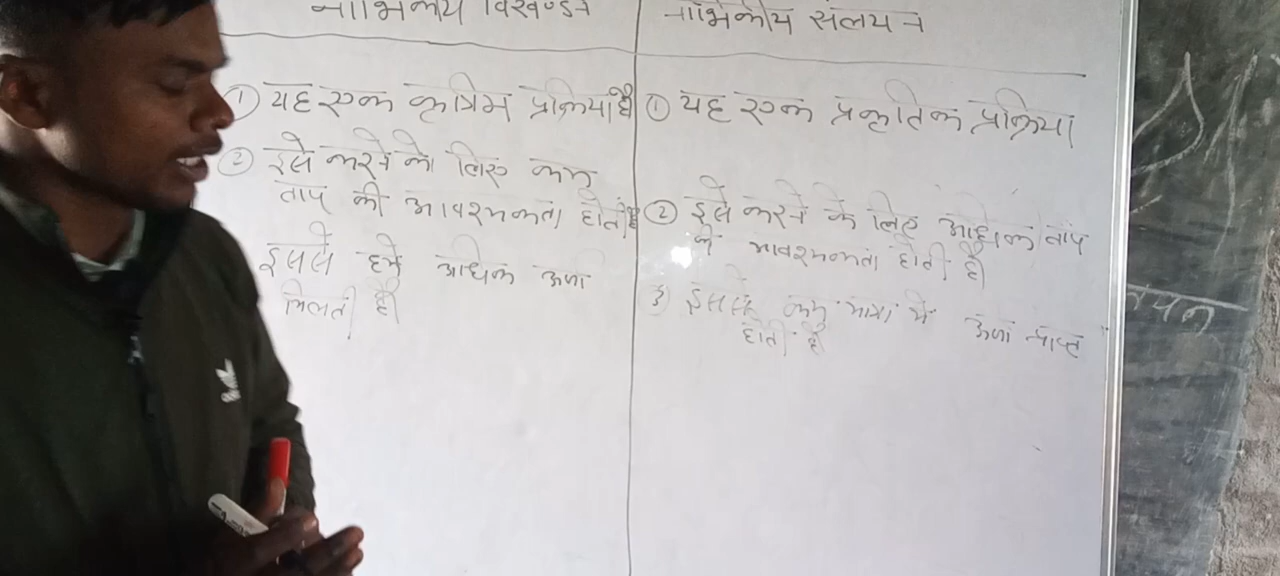 नाभिकीय विखण्डन
नाभिकीय संलयन
① यह एक कृत्रिम प्रक्रिया है
② इसे करने के लिए कम
ताप की आवश्यकता होती है
इससे हमें अधिक ऊर्जा
मिलती है।
① यह एक प्रकृतिक प्रक्रिया
② इसे करने के लिए अधिक ताप
की आवश्यकता होती है।
3) इससे कम मात्रा में ऊर्जा प्राप्त
होती है